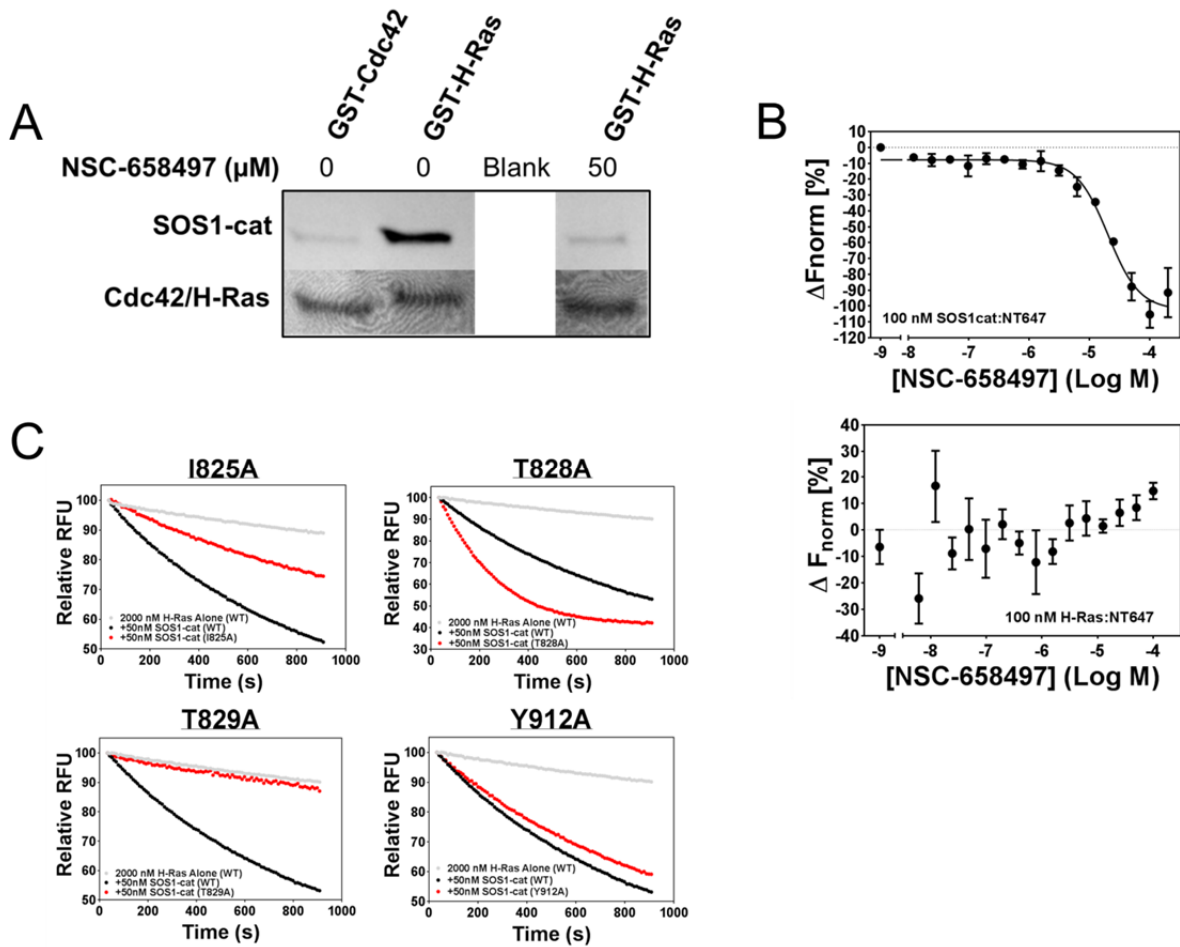 A
GST-Cdc42
GST-H-Ras
GST-H-Ras
NSC-658497 (µM) 0 0 Blank 50
SOS1-cat
Cdc42/H-Ras
B
10
0
-10
-20
-30
-40
-50
-60
-70
-80
-90
-100
-110
-120
ΔFnorm [%]
100 nM SOS1cat:NT647
-9 -8 -7 -6 -5 -4
[NSC-658497] (Log M)
40
30
20
10
0
-10
-20
-30
-40
Δ Fnorm [%]
100 nM H-Ras:NT647
-9 -8 -7 -6 -5 -4
[NSC-658497] (Log M)
C
I825A
100
90
80
70
60
50
Relative RFU
2000 nM H-Ras Alone (WT)
+50nM SOS1-cat (WT)
+50nM SOS1-cat (I825A)
0 200 400 600 800 1000
Time (s)
T828A
100
90
80
70
60
50
40
30
Relative RFU
2000 nM H-Ras Alone (WT)
+50nM SOS1-cat (WT)
+50nM SOS1-cat (T828A)
0 200 400 600 800 1000
Time (s)
T829A
100
90
80
70
60
50
Relative RFU
2000 nM H-Ras Alone (WT)
+50nM SOS1-cat (WT)
+50nM SOS1-cat (T829A)
0 200 400 600 800 1000
Time (s)
Y912A
100
90
80
70
60
50
Relative RFU
2000 nM H-Ras Alone (WT)
+50nM SOS1-cat (WT)
+50nM SOS1-cat (Y912A)
0 200 400 600 800 1000
Time (s)